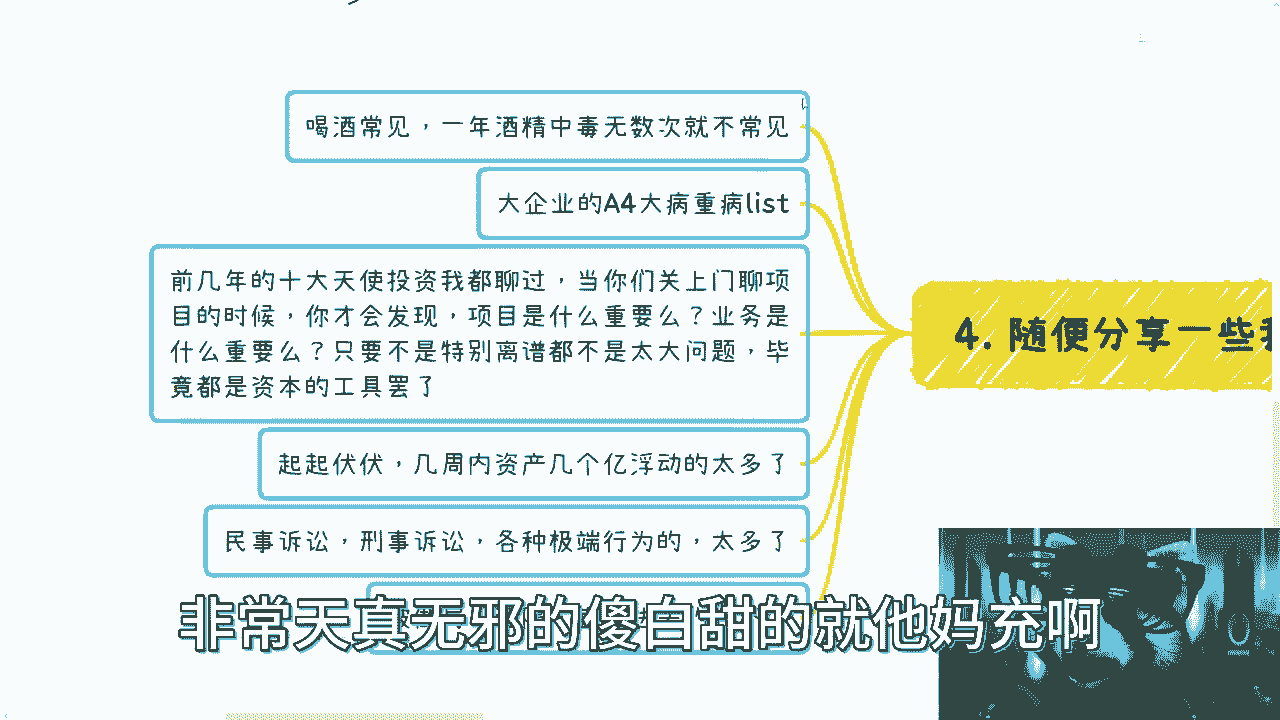 喝酒常见，一年酒精中毒无数次就不常见
大企业的A4大病重病list
前几年的十大天使投资我都聊过，当你们关上门聊项
目的时候，你才会发现，项目是什么重要么？业务是
什么重要么？只要不是特别离谱都不是太大问题，毕
竟都是资本的工具罢了
起起伏伏，几周内资产几个亿浮动的太多了
民事诉讼，刑事诉讼，各种极端行为的，太多了
4. 随便分享一些
非常天真无邪的傻白甜的就他妈充啊